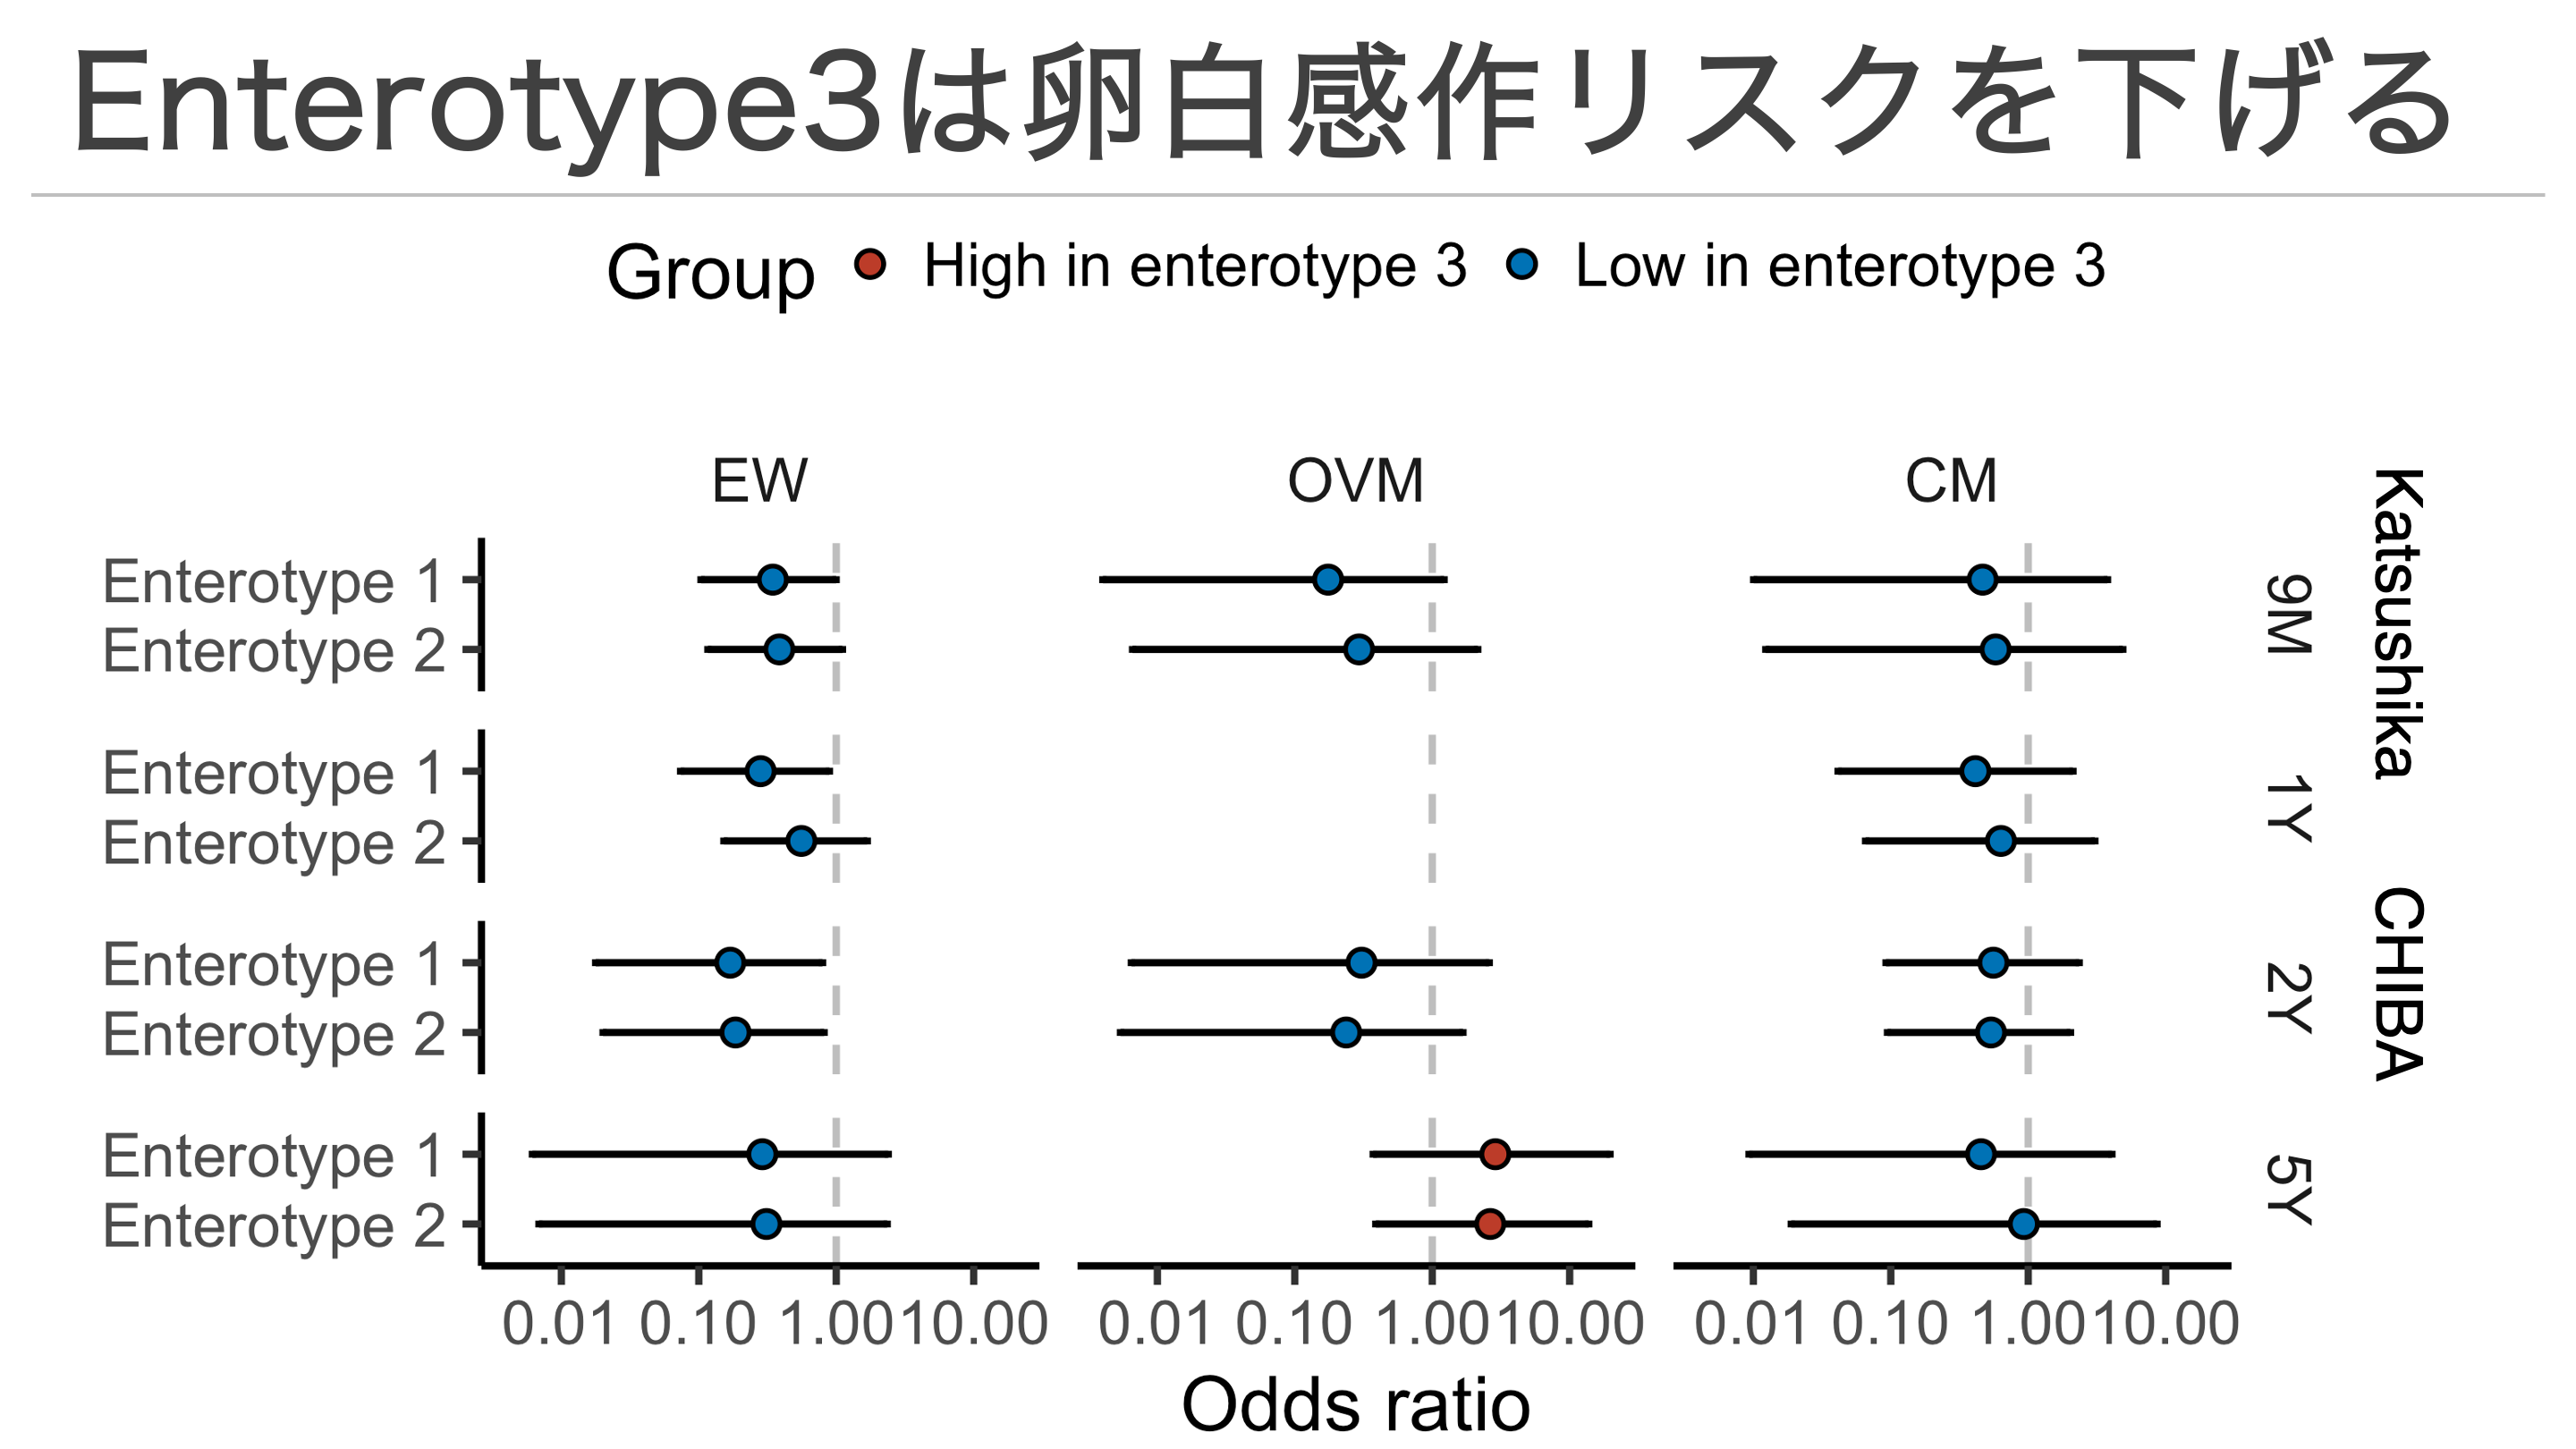 Enterotype3は卵白感作リスクを下げる
Group High in enterotype 3 Low in enterotype 3
EW OVM CM
Katsushika
Enterotype 1
Enterotype 2
9M
Enterotype 1
Enterotype 2
1Y
CHIBA
Enterotype 1
Enterotype 2
2Y
Enterotype 1
Enterotype 2
5Y
0.01 0.10 1.00 10.00 0.01 0.10 1.00 10.00 0.01 0.10 1.00 10.00
Odds ratio